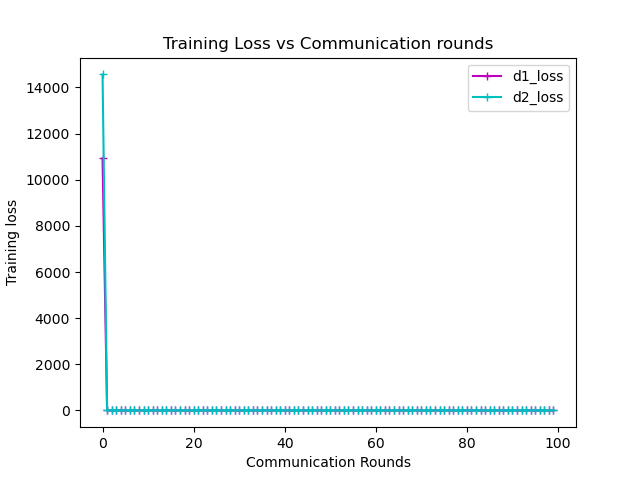 Training Loss vs Communication rounds
d1_loss
d2_loss
14000
12000
10000
8000
6000
4000
2000
0
Training loss
0 20 40 60 80 100
Communication Rounds